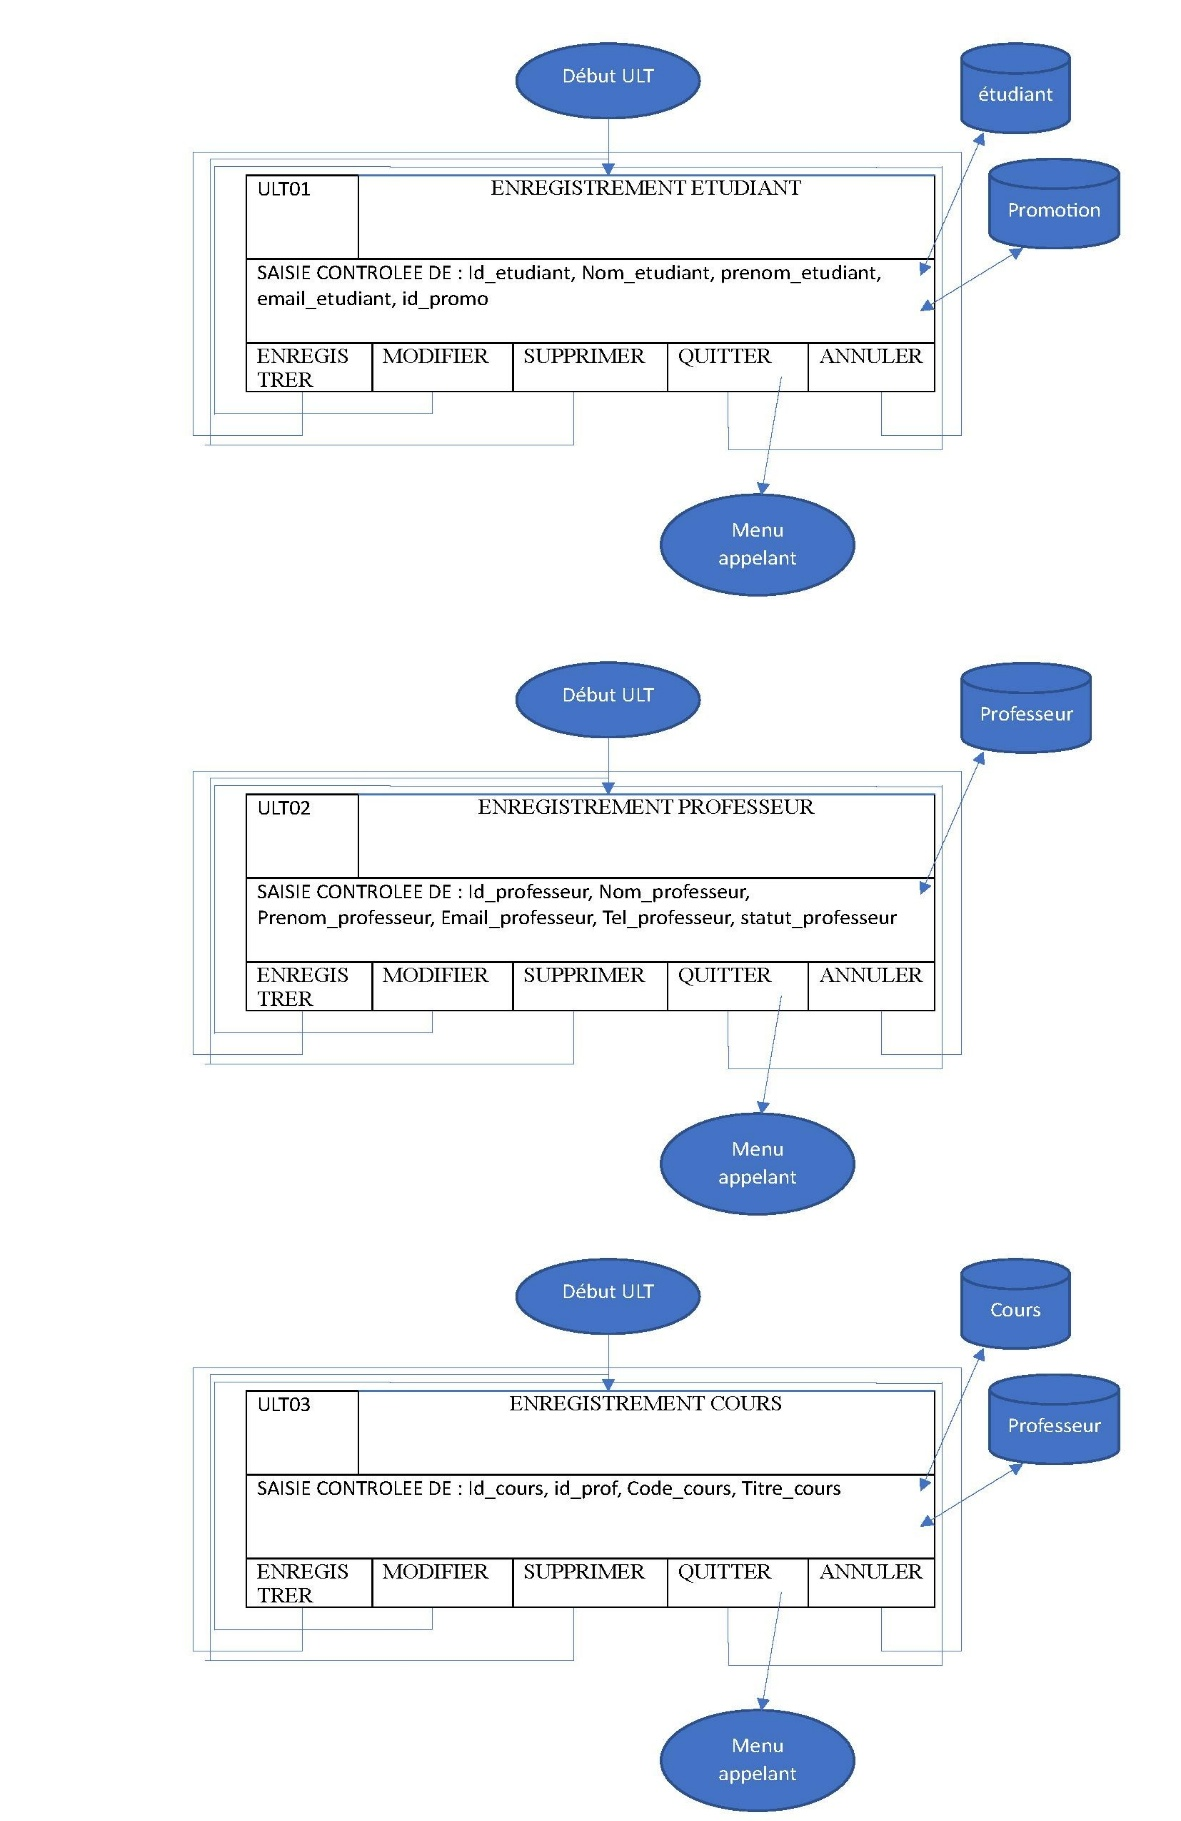 Début ULT
étudiant
Promotion
ULT01
ENREGISTREMENT ETUDIANT
SAISIE CONTROLEE DE : Id_etudiant, Nom_etudiant, prenom_etudiant,
email_etudiant, id_promo
ENREGIS
TRER
MODIFIER
SUPPRIMER
QUITTER
ANNULER
Menu
appelant
Début ULT
Professeur
ULT02
ENREGISTREMENT PROFESSEUR
SAISIE CONTROLEE DE : Id_professeur, Nom_professeur,
Prenom_professeur, Email_professeur, Tel_professeur, statut_professeur
ENREGIS
TRER
MODIFIER
SUPPRIMER
QUITTER
ANNULER
Menu
appelant
Début ULT
Cours
Professeur
ULT03
ENREGISTREMENT COURS
SAISIE CONTROLEE DE : Id_cours, id_prof, Code_cours, Titre_cours
ENREGIS
TRER
MODIFIER
SUPPRIMER
QUITTER
ANNULER
Menu
appelant